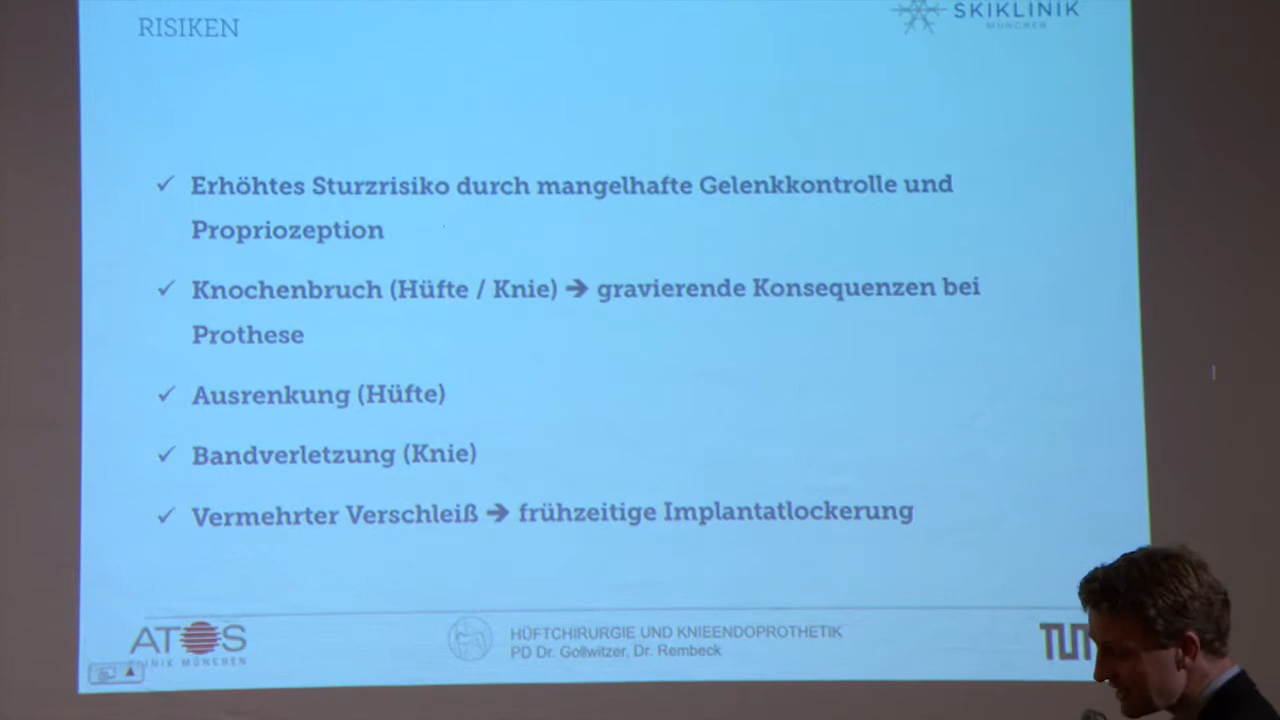 RISIKEN
SKIKLINIK
MÜNCHEN
✓ Erhöhtes Sturzrisiko durch mangelhafte Gelenkkontrolle und
Propriozeption
✓ Knochenbruch (Hüfte / Knie) ➔ gravierende Konsequenzen bei
Prothese
✓ Ausrenkung (Hüfte)
✓ Bandverletzung (Knie)
✓ Vermehrter Verschleiß ➔ frühzeitige Implantatlockerung
ATOS
KLINIK MÜNCHEN
HÜFTCHIRURGIE UND KNIEENDOPROTHETIK
PD Dr. Gollwitzer, Dr. Rembeck
TUM